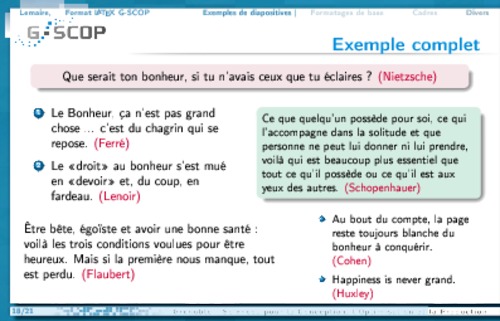 Lemaire, Format LATEX G-SCOP Exemples de diapositives | Formatages de base Cadres Divers
G-SCOP
Exemple complet
Que serait ton bonheur, si tu n'avais ceux que tu éclaires ? (Nietzsche)
1 Le Bonheur, ça n'est pas grand
chose ... c'est du chagrin qui se
repose. (Ferré)
2 Le «droit» au bonheur s'est mué
en «devoir» et, du coup, en
fardeau. (Lenoir)
Être bête, égoïste et avoir une bonne santé :
voilà les trois conditions voulues pour être
heureux. Mais si la première nous manque, tout
est perdu. (Flaubert)
Ce que quelqu'un possède pour soi, ce qui
l'accompagne dans la solitude et que
personne ne peut lui donner ni lui prendre,
voilà qui est beaucoup plus essentiel que
tout ce qu'il possède ou ce qu'il est aux
yeux des autres. (Schopenhauer)
Au bout du compte, la page
reste toujours blanche du
bonheur à conquérir.
(Cohen)
Happiness is never grand.
(Huxley)
18/21